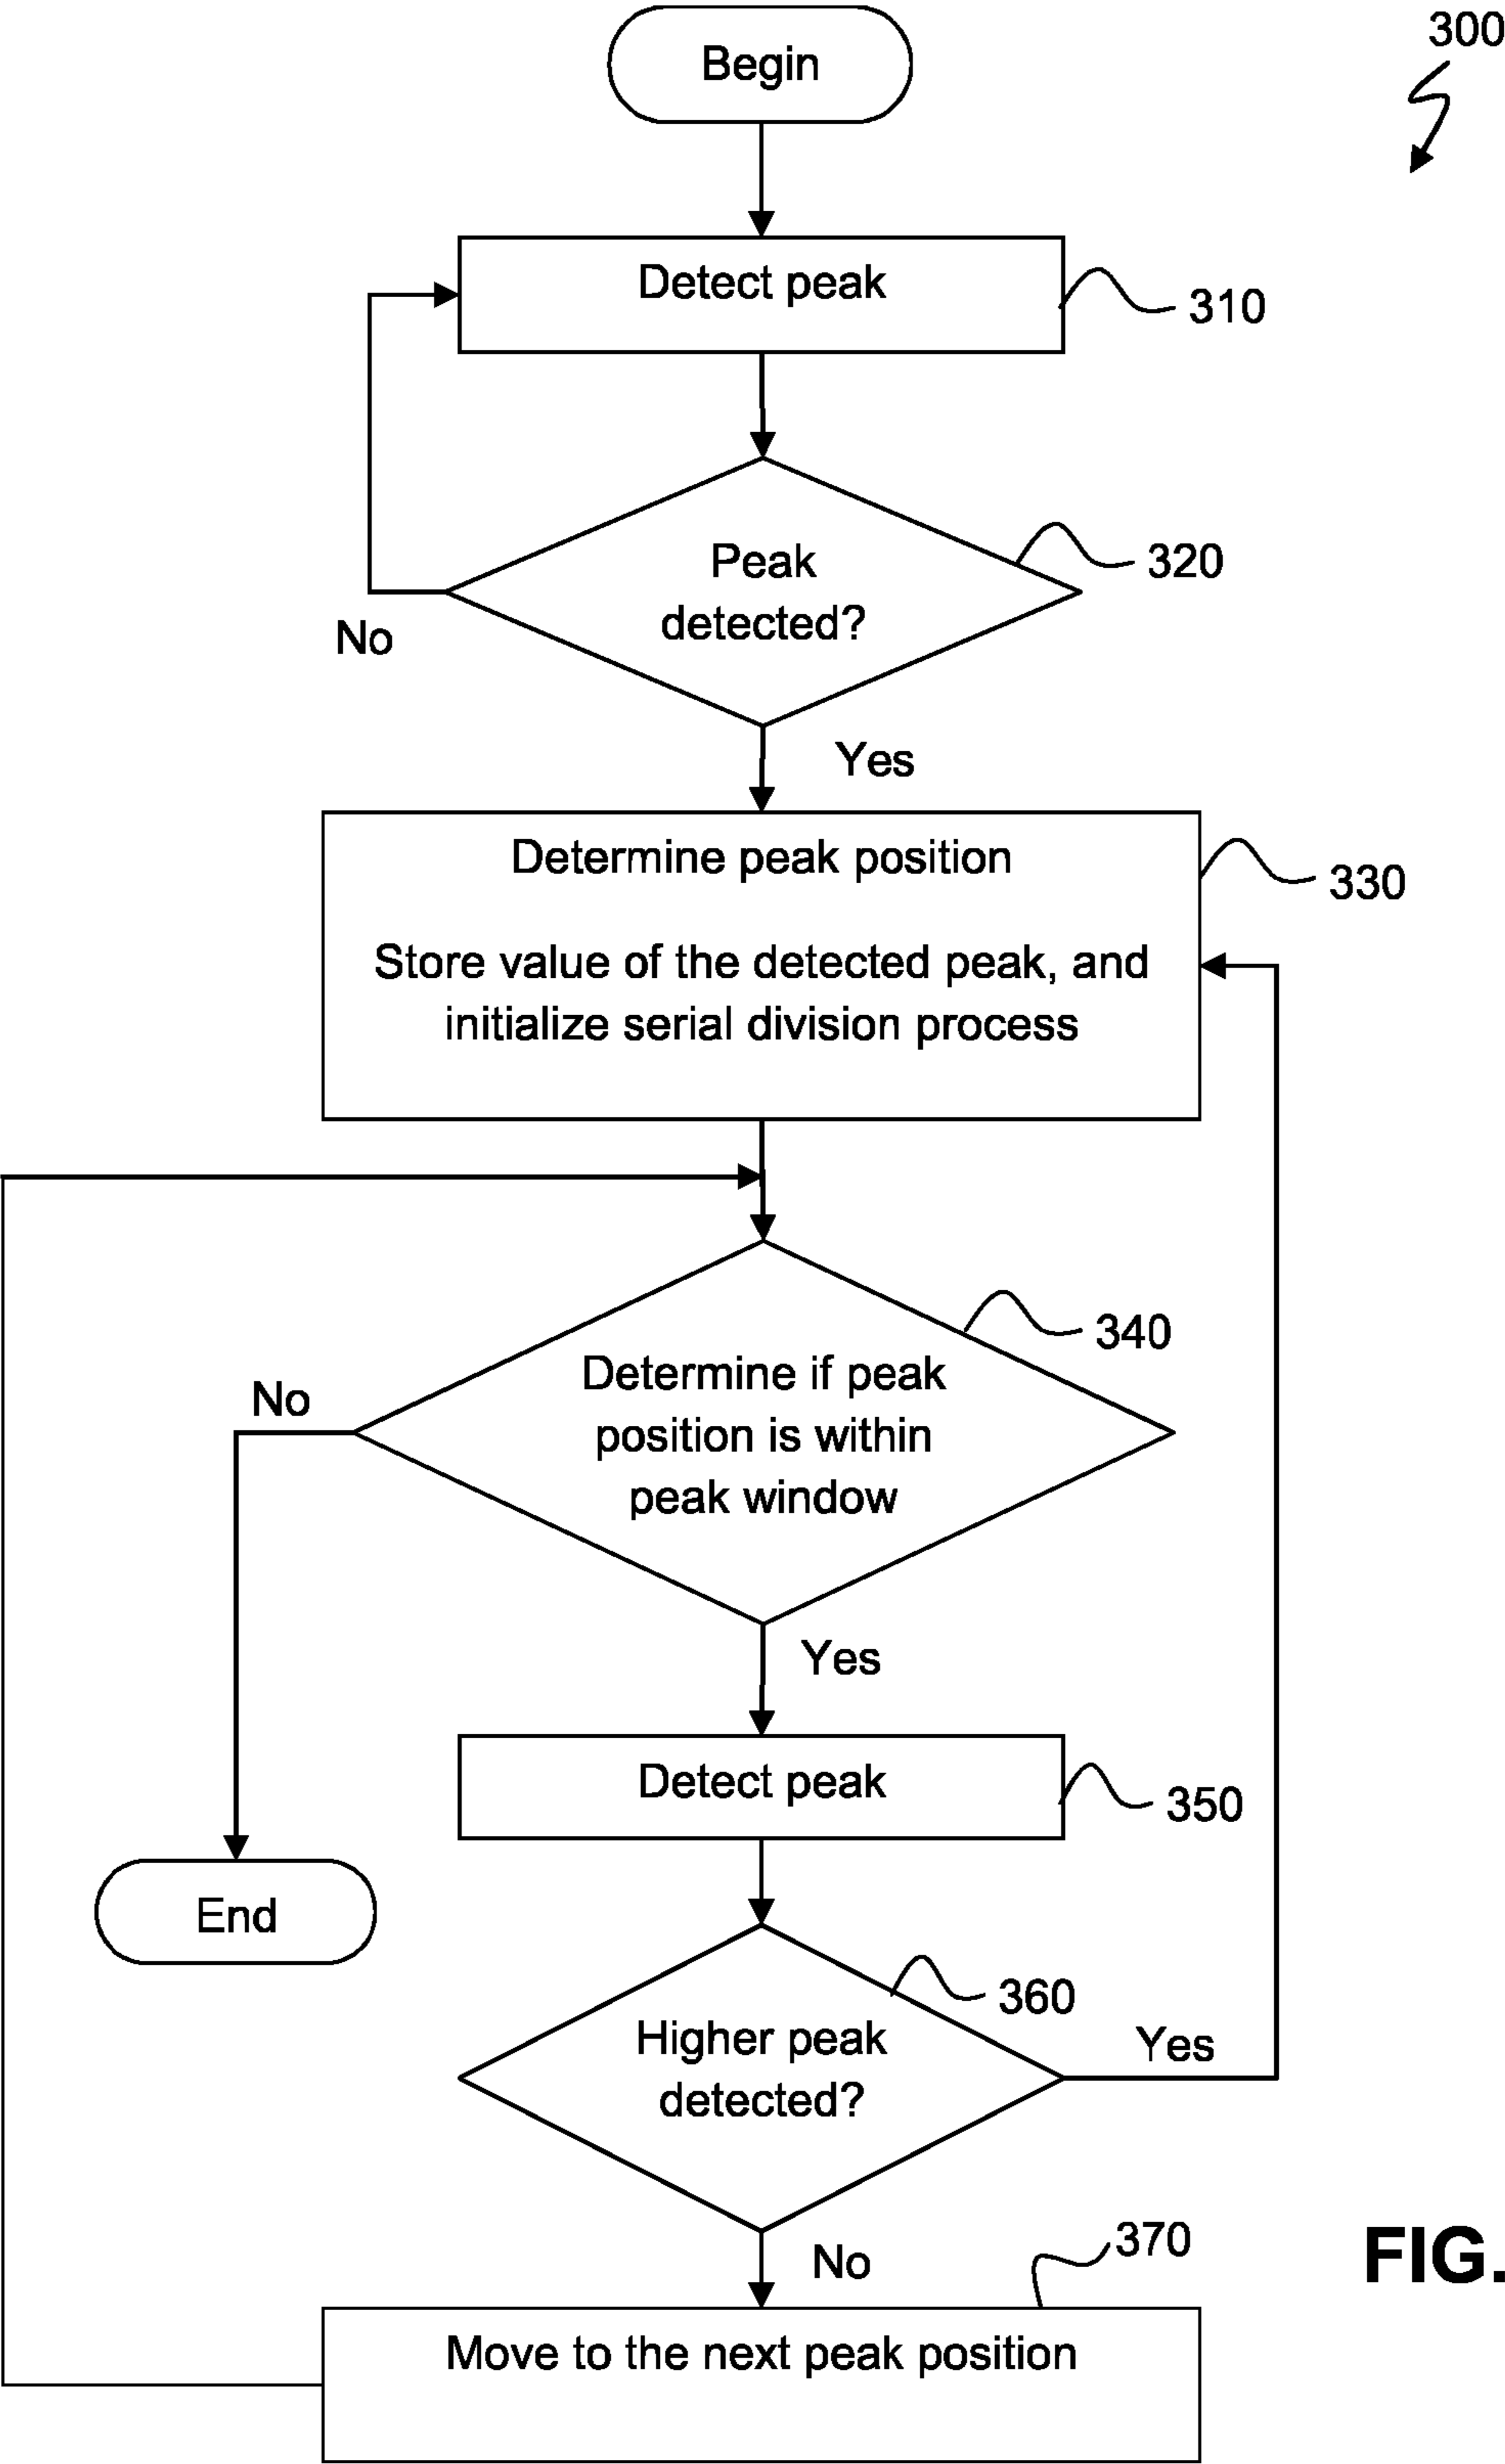 Begin
300
Detect peak
310
Peak
detected?
320
No
Yes
Determine peak position
330
Store value of the detected peak, and
initialize serial division process
340
Determine if peak
position is within
peak window
No
Yes
Detect peak
350
End
360
Higher peak
detected?
Yes
No
370
FIG.
Move to the next peak position